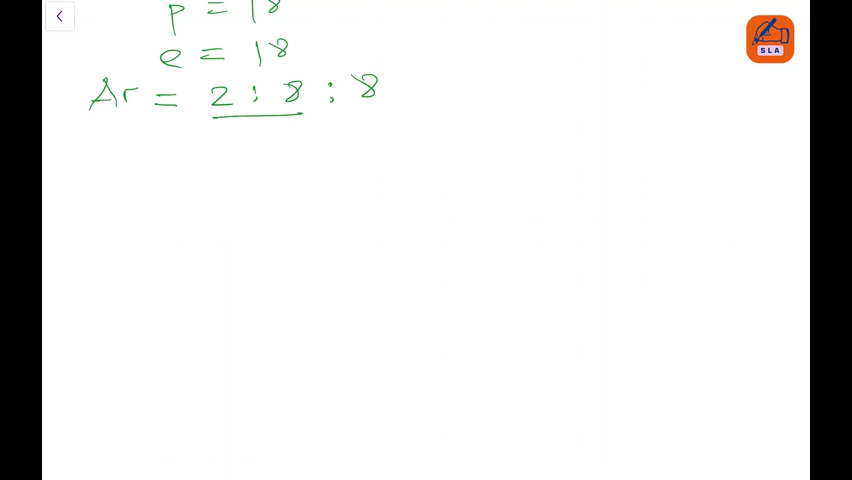 p = 18
e = 18
Ar = 2 : 8 : 8
SLA